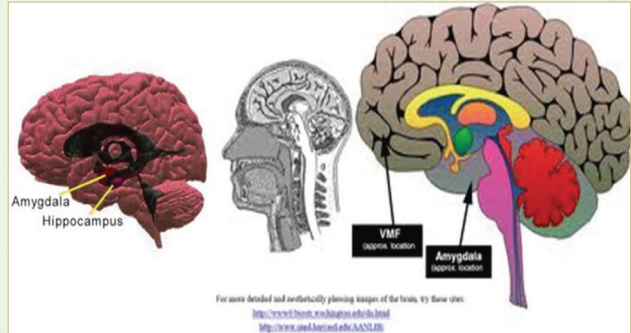 Amygdala
Hippocampus
VMF
(approx. location
Amygdala
(approx. location
For more detailed and aesthetically pleasing images of the brain, try these sites: